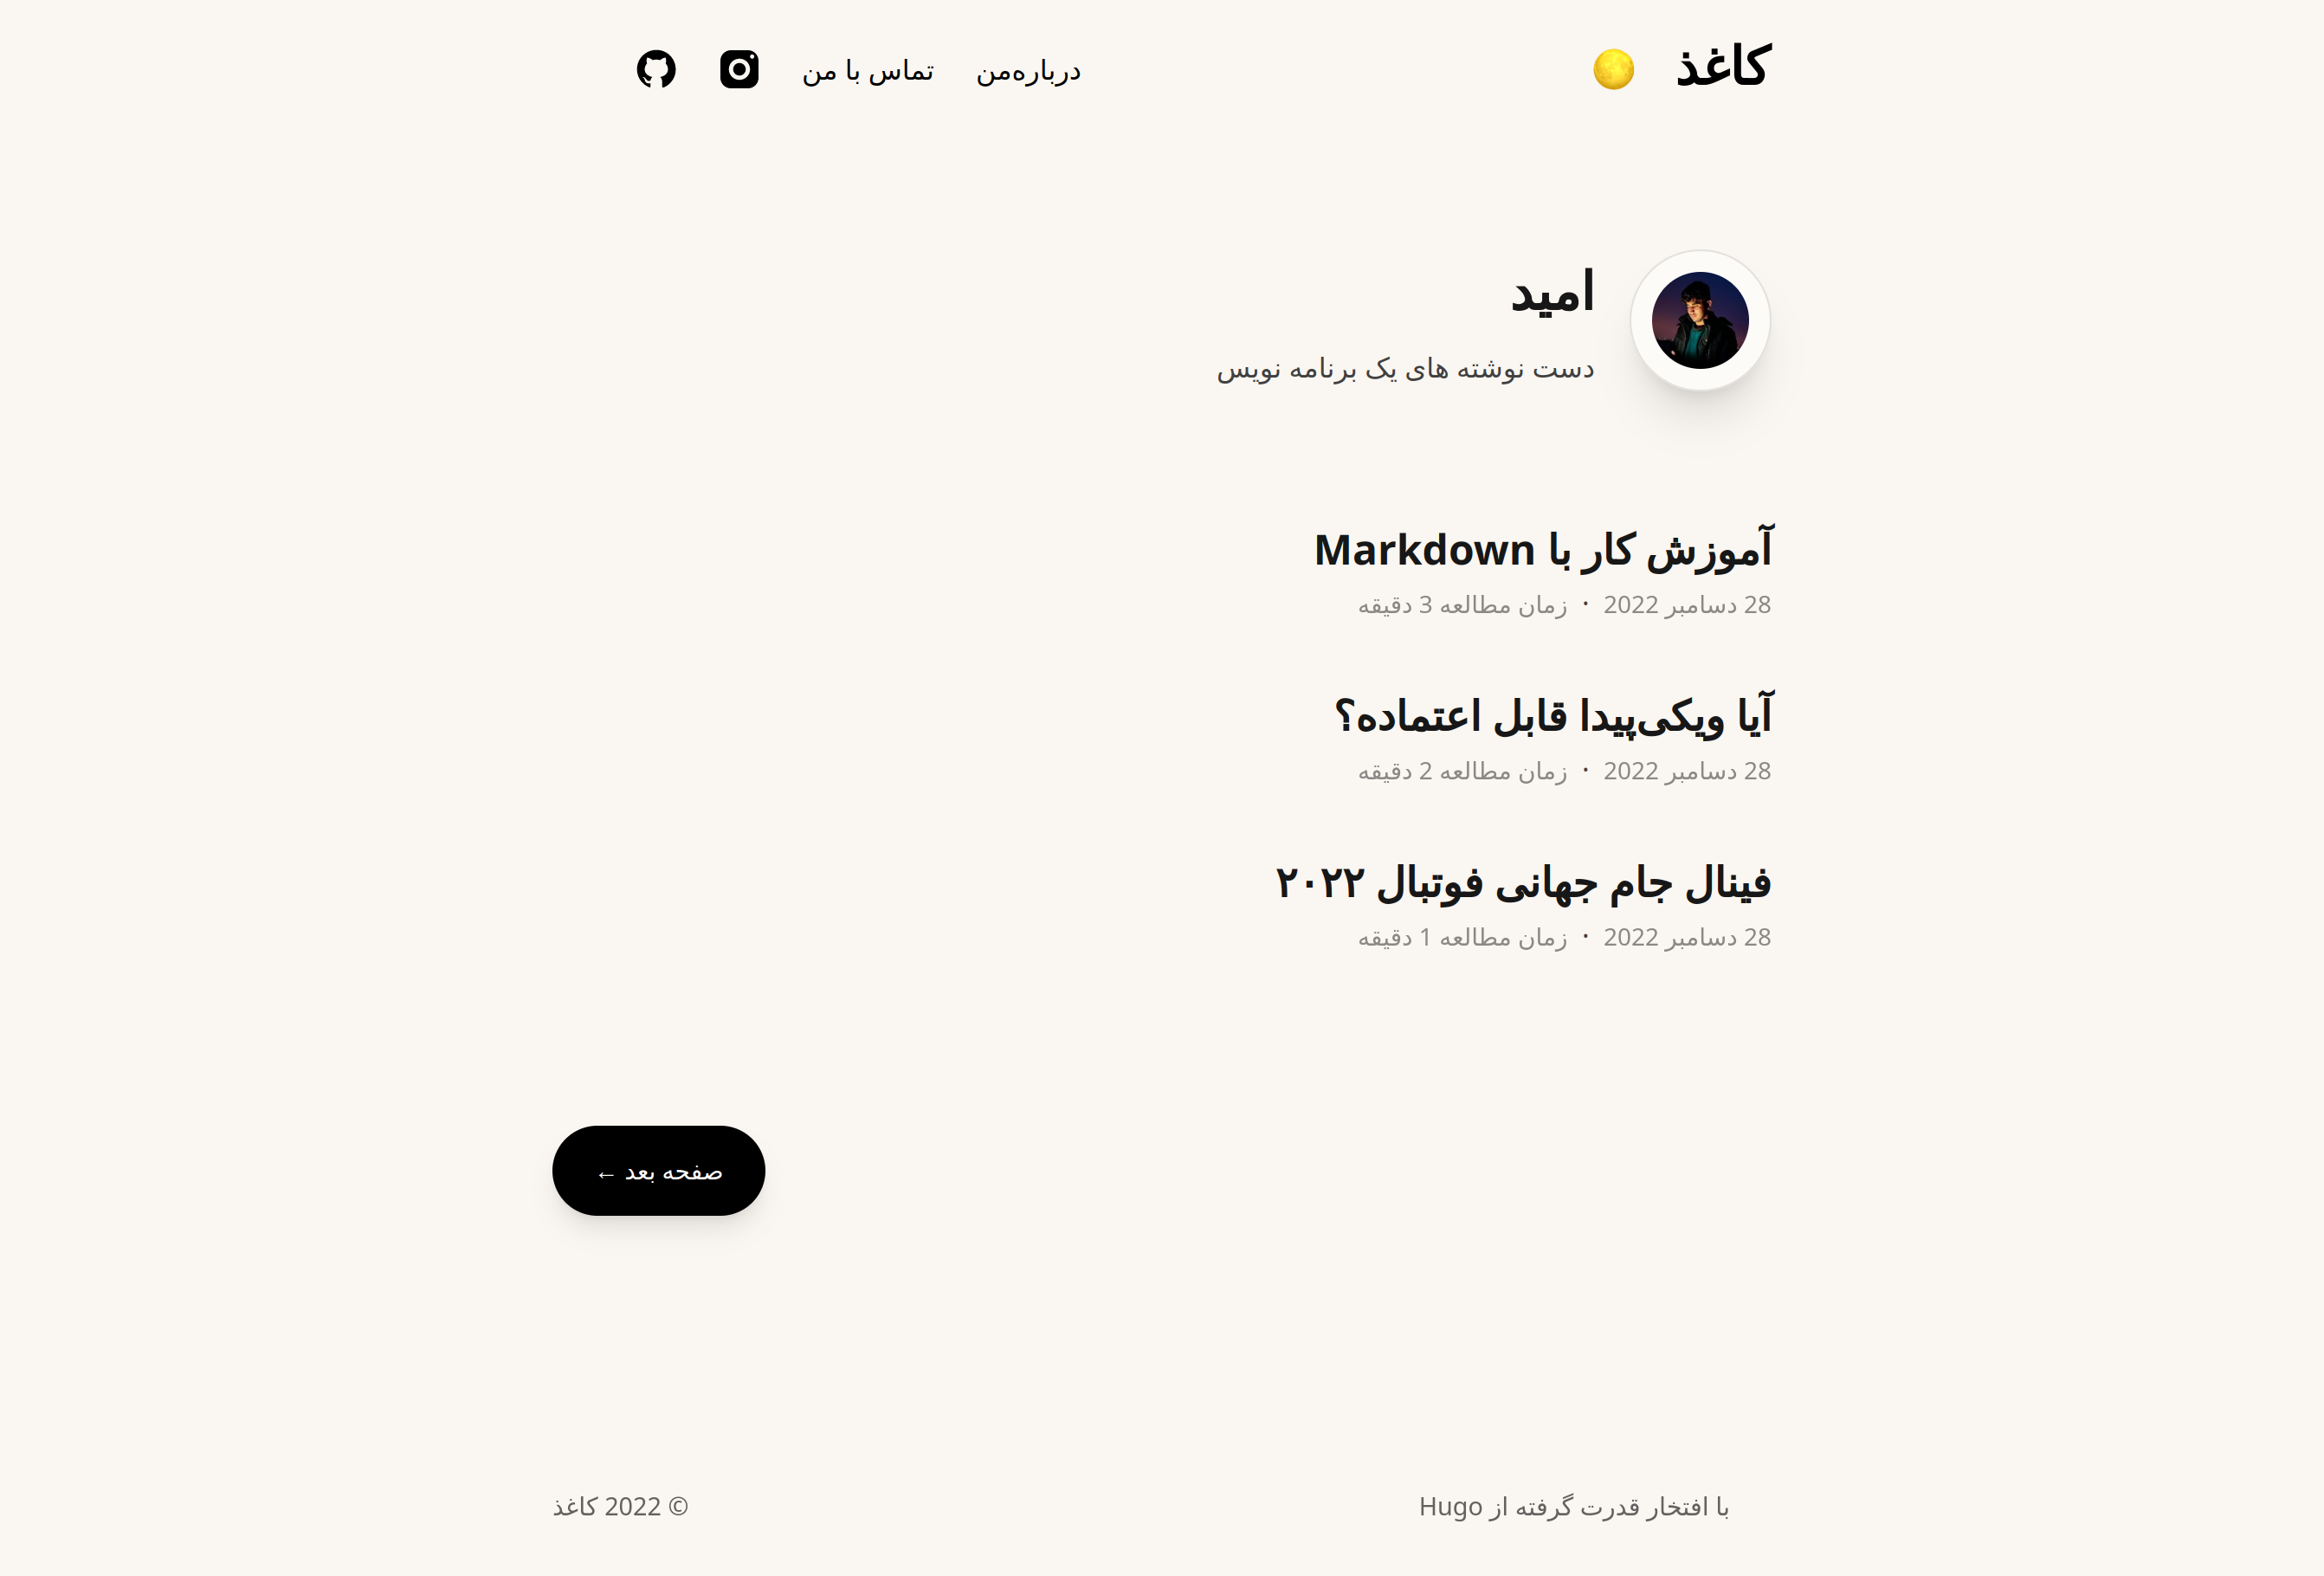 کاغذ
درباره‌من
تماس با من
امید
دست نوشته های یک برنامه نویس
آموزش کار با Markdown
28 دسامبر 2022 · زمان مطالعه 3 دقیقه
آیا ویکی‌پیدا قابل اعتماده؟
28 دسامبر 2022 · زمان مطالعه 2 دقیقه
فینال جام جهانی فوتبال ۲۰۲۲
28 دسامبر 2022 · زمان مطالعه 1 دقیقه
صفحه بعد ←
با افتخار قدرت گرفته از Hugo
© 2022 کاغذ